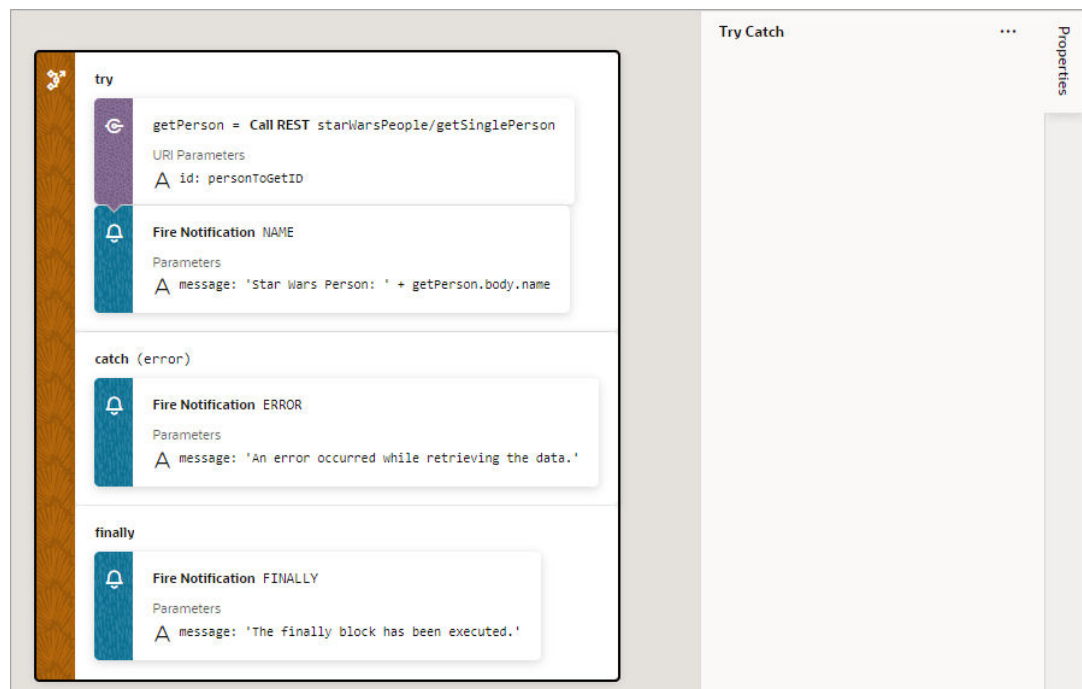 Try Catch
Properties
try
getPerson = Call REST starWarsPeople/getSinglePerson
URI Parameters
A id: personToGetID
Fire Notification NAME
Parameters
A message: 'Star Wars Person: ' + getPerson.body.name
catch (error)
Fire Notification ERROR
Parameters
A message: 'An error occurred while retrieving the data.'
finally
Fire Notification FINALLY
Parameters
A message: 'The finally block has been executed.'